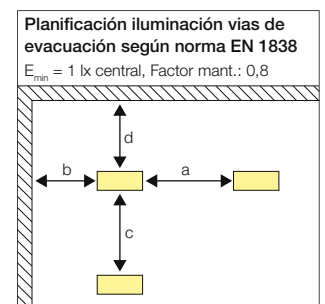 Planificación iluminación vias de
evacuación según norma EN 1838
Emin = 1 lx central, Factor mant.: 0,8
d
b
a
c